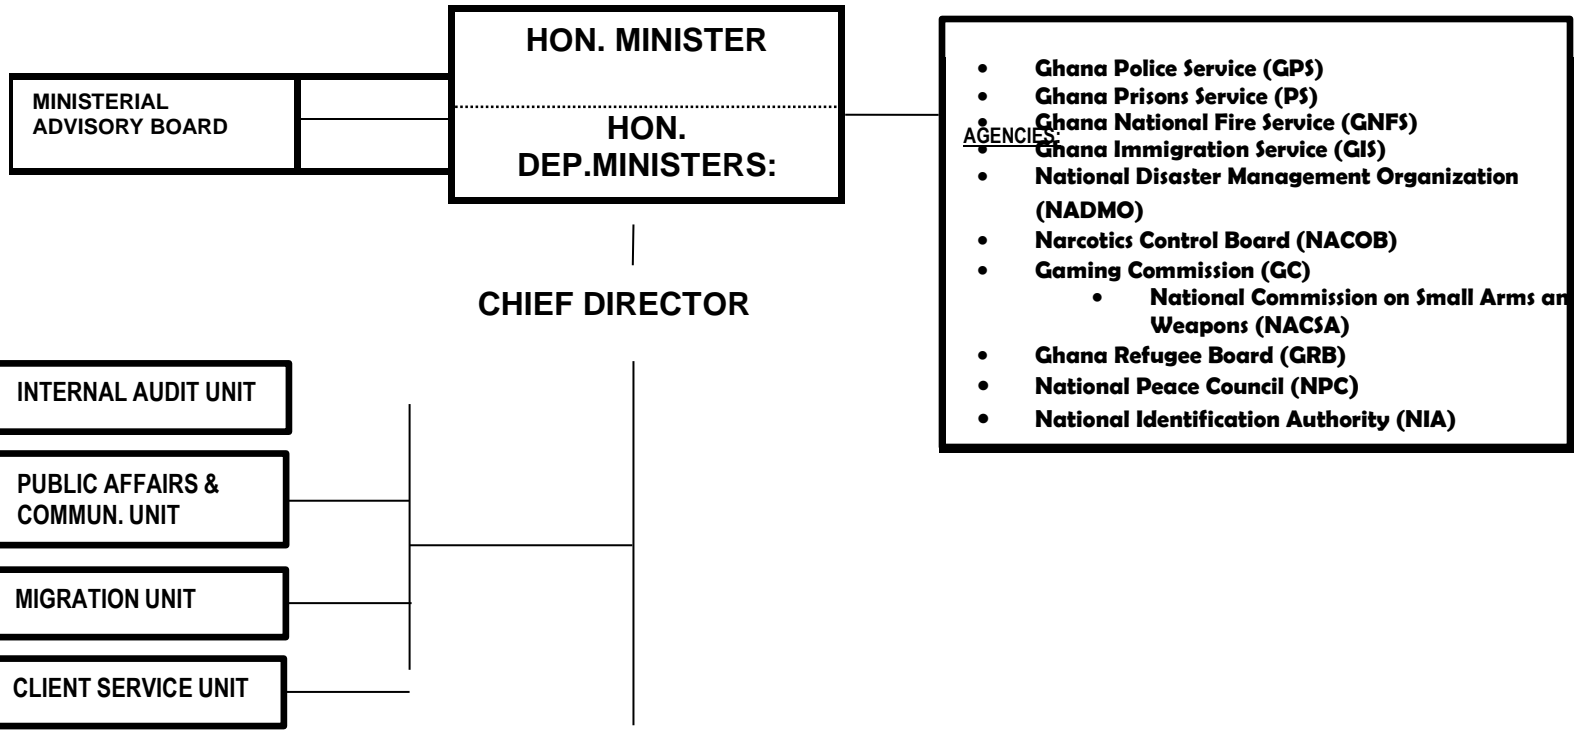 HON. MINISTER
HON.
DEP.MINISTERS:
MINISTERIAL
ADVISORY BOARD
AGENCIES:
• Ghana Police Service (GPS)
• Ghana Prisons Service (PS)
• Ghana National Fire Service (GNFS)
• Ghana Immigration Service (GIS)
• National Disaster Management Organization
(NADMO)
• Narcotics Control Board (NACOB)
• Gaming Commission (GC)
• National Commission on Small Arms an
Weapons (NACSA)
• Ghana Refugee Board (GRB)
• National Peace Council (NPC)
• National Identification Authority (NIA)
CHIEF DIRECTOR
INTERNAL AUDIT UNIT
PUBLIC AFFAIRS &
COMMUN. UNIT
MIGRATION UNIT
CLIENT SERVICE UNIT